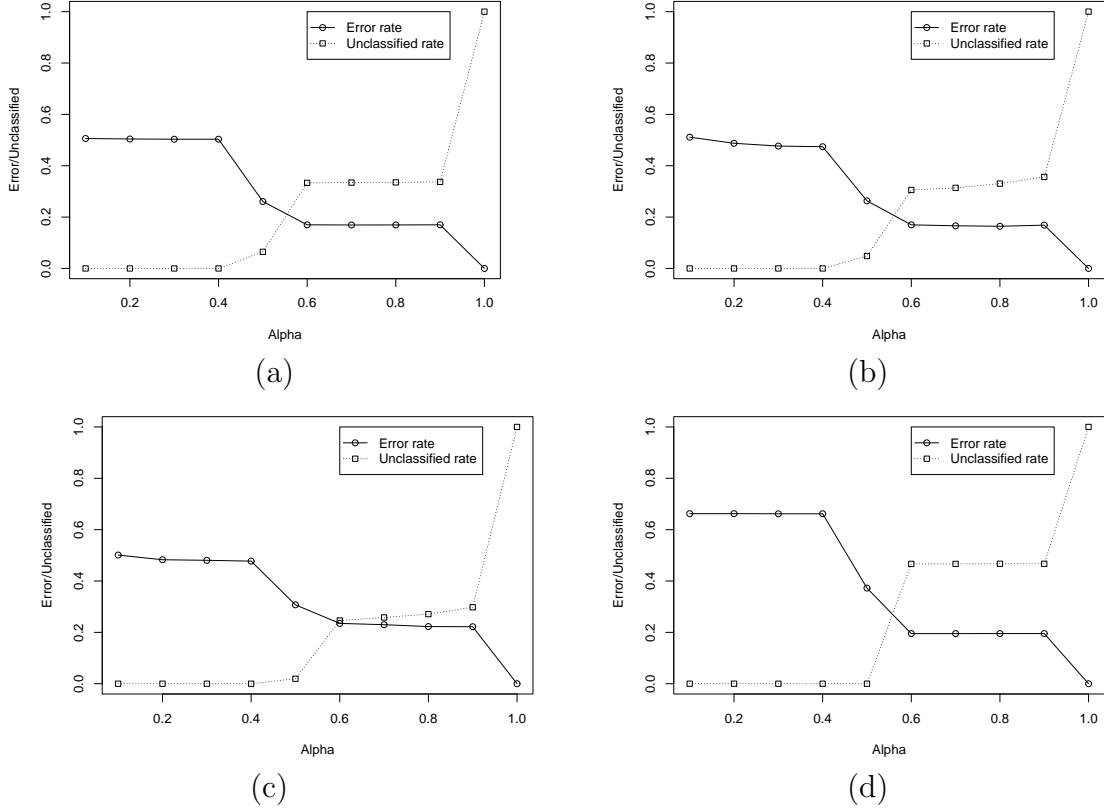 Error rate
Unclassified rate
Error/Unclassified
0.0 0.2 0.4 0.6 0.8 1.0
0.2 0.4 0.6 0.8 1.0
Alpha
(a)
Error rate
Unclassified rate
Error/Unclassified
0.0 0.2 0.4 0.6 0.8 1.0
0.2 0.4 0.6 0.8 1.0
Alpha
(b)
Error rate
Unclassified rate
Error/Unclassified
0.0 0.2 0.4 0.6 0.8 1.0
0.2 0.4 0.6 0.8 1.0
Alpha
(c)
Error rate
Unclassified rate
Error/Unclassified
0.0 0.2 0.4 0.6 0.8 1.0
0.2 0.4 0.6 0.8 1.0
Alpha
(d)